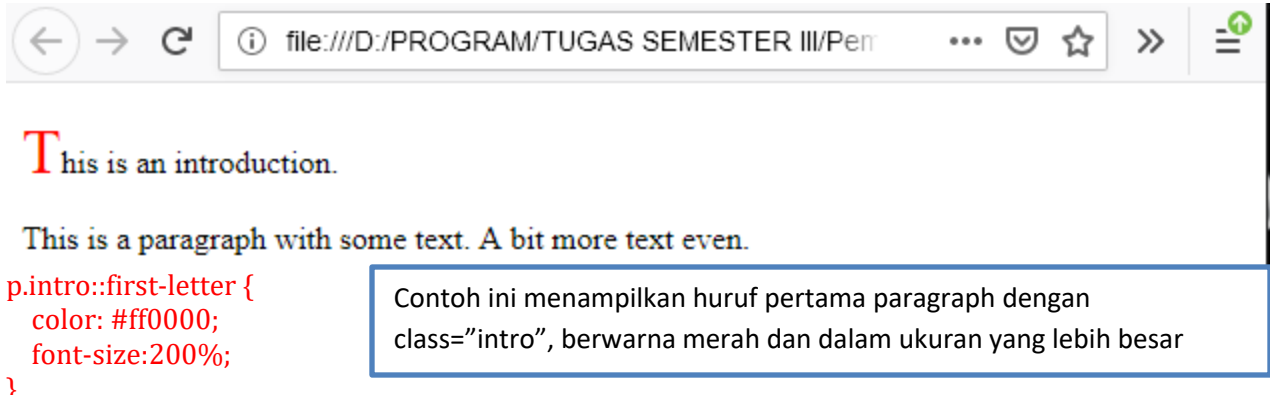 file:///D:/PROGRAM/TUGAS SEMESTER III/Pem
This is an introduction.
This is a paragraph with some text. A bit more text even.
p.intro::first-letter {
color: #ff0000;
font-size:200%;
}
Contoh ini menampilkan huruf pertama paragraph dengan
class=”intro”, berwarna merah dan dalam ukuran yang lebih besar